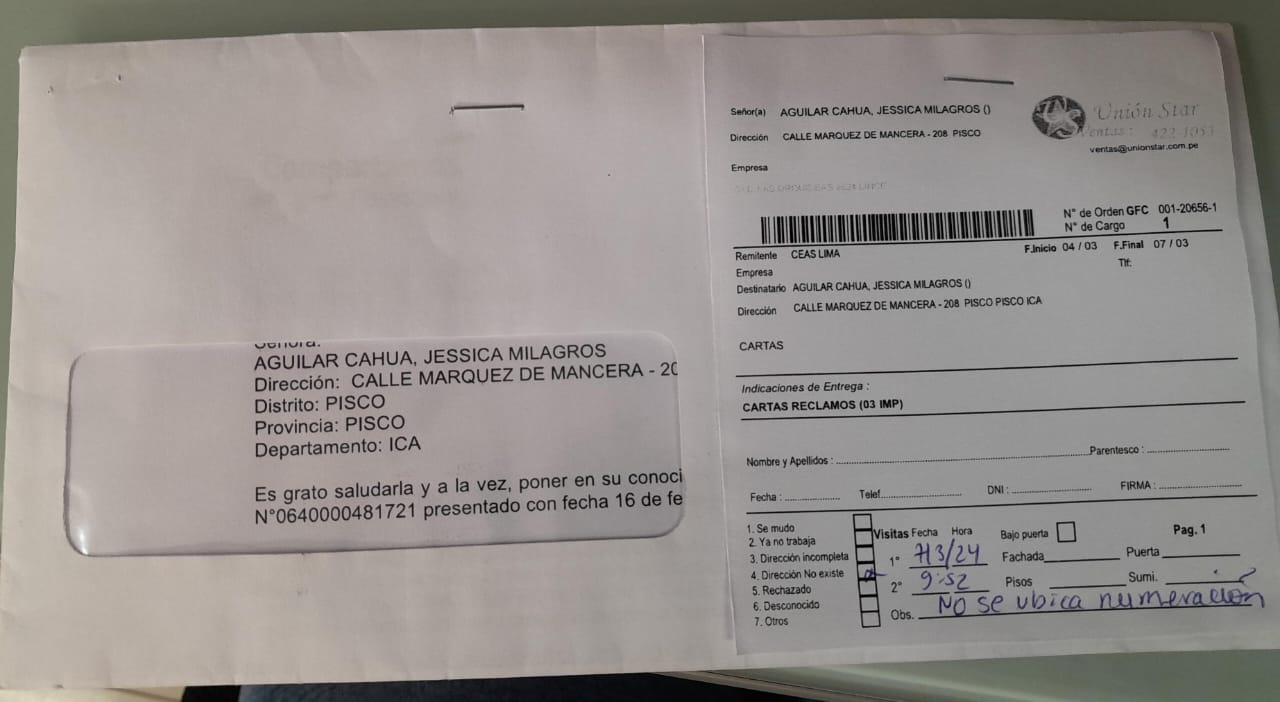 Señora:
AGUILAR CAHUA, JESSICA MILAGROS
Dirección: CALLE MARQUEZ DE MANCERA - 20
Distrito: PISCO
Provincia: PISCO
Departamento: ICA
Es grato saludarla y a la vez, poner en su conoci
N°0640000481721 presentado con fecha 16 de fe
Señor(a) AGUILAR CAHUA, JESSICA MILAGROS ()
Dirección CALLE MARQUEZ DE MANCERA - 208 PISCO
Empresa
Unión Star
Ventas: 422-1053
ventas@unionstar.com.pe
N° de Orden GFC 001-20656-1
N° de Cargo 1
Remitente CEAS LIMA
F.Inicio 04 / 03 F.Final 07 / 03
Empresa
Tlf:
Destinatario AGUILAR CAHUA, JESSICA MILAGROS ()
Dirección CALLE MARQUEZ DE MANCERA - 208 PISCO PISCO ICA
CARTAS
Indicaciones de Entrega :
CARTAS RECLAMOS (03 IMP)
Nombre y Apellidos : Parentesco :
Fecha : Telef. DNI : FIRMA :
1. Se mudo
2. Ya no trabaja
3. Dirección incompleta
4. Dirección No existe
5. Rechazado
6. Desconocido
7. Otros
Visitas Fecha Hora Bajo puerta Pag. 1
1° 7/3/24 Fachada Puerta
2° 9:52 Pisos Sumi.
Obs. No se ubica numeración